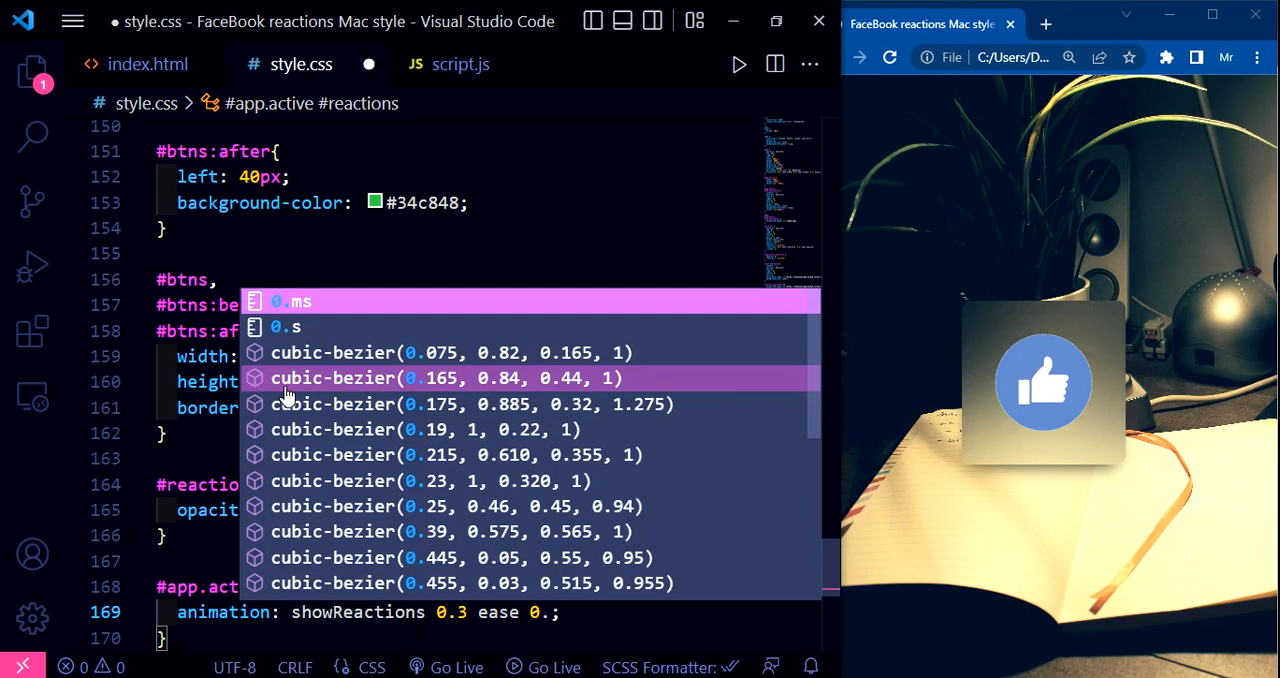 style.css - FaceBook reactions Mac style - Visual Studio Code
index.html
# style.css
JS script.js
1
# style.css > #app.active #reactions
150
151 #btns:after{
152 left: 40px;
153 background-color: #34c848;
154 }
155
156 #btns,
157 #btns:be
158 #btns:af
159 width:
160 height
161 border
162 }
163
164 #reactio
165 opacit
166 }
167
168 #app.act
169 animation: showReactions 0.3 ease 0.;
170 }
0.ms
0.s
cubic-bezier(0.075, 0.82, 0.165, 1)
cubic-bezier(0.165, 0.84, 0.44, 1)
cubic-bezier(0.175, 0.885, 0.32, 1.275)
cubic-bezier(0.19, 1, 0.22, 1)
cubic-bezier(0.215, 0.610, 0.355, 1)
cubic-bezier(0.23, 1, 0.320, 1)
cubic-bezier(0.25, 0.46, 0.45, 0.94)
cubic-bezier(0.39, 0.575, 0.565, 1)
cubic-bezier(0.445, 0.05, 0.55, 0.95)
cubic-bezier(0.455, 0.03, 0.515, 0.955)
0 0 UTF-8 CRLF CSS Go Live Go Live SCSS Formatter:
FaceBook reactions Mac style
File C:/Users/D... Mr